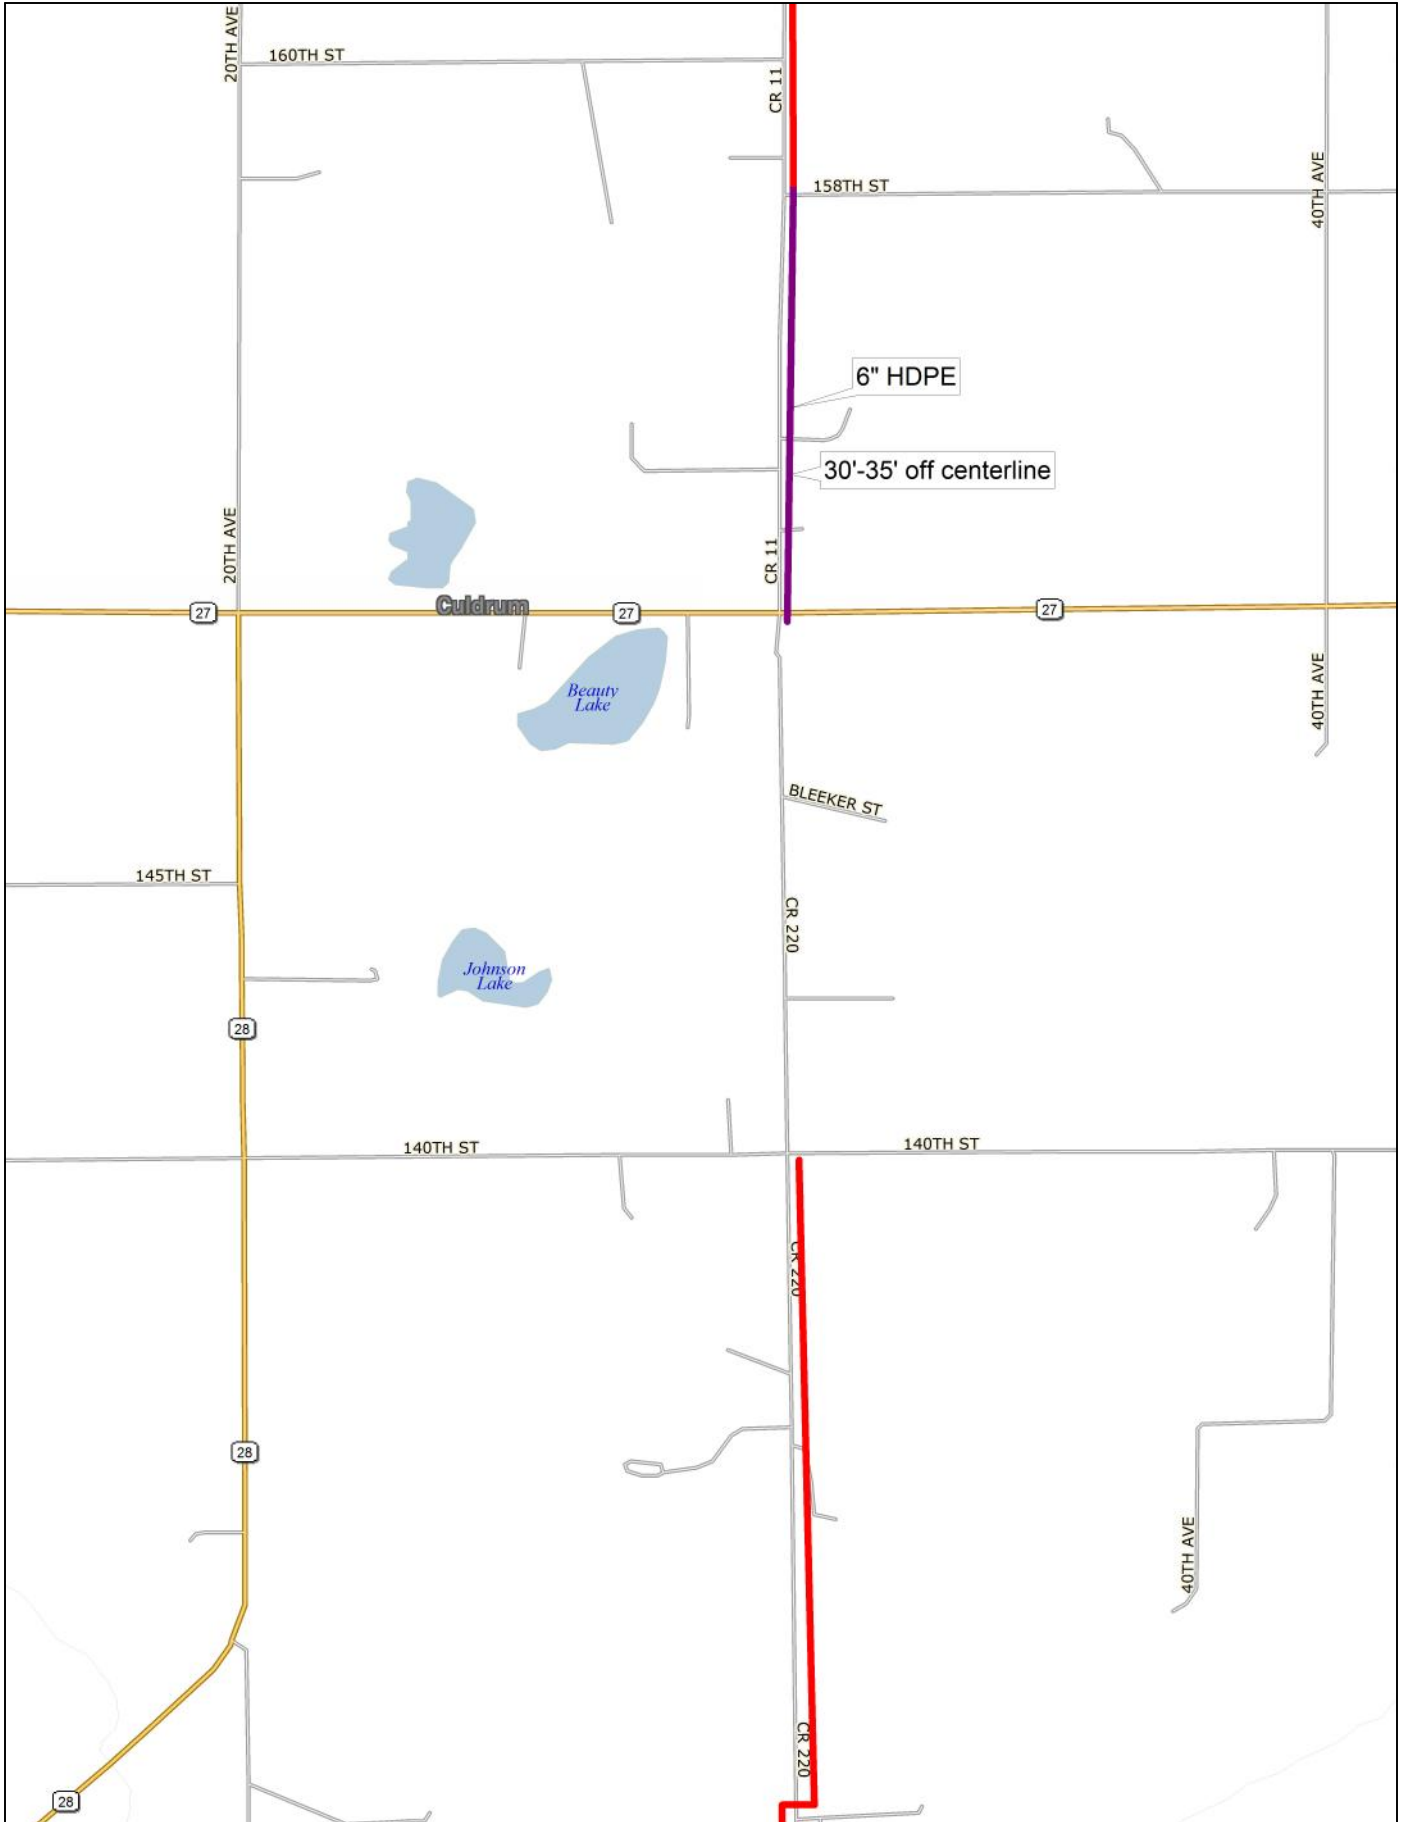 20TH AVE
160TH ST
CR 11
158TH ST
40TH AVE
6" HDPE
30'-35' off centerline
20TH AVE
CR 11
27
Culdrum
27
27
Beauty
Lake
40TH AVE
BLEEKER ST
145TH ST
CR 220
Johnson
Lake
28
140TH ST
140TH ST
CR 220
28
40TH AVE
CR 220
28